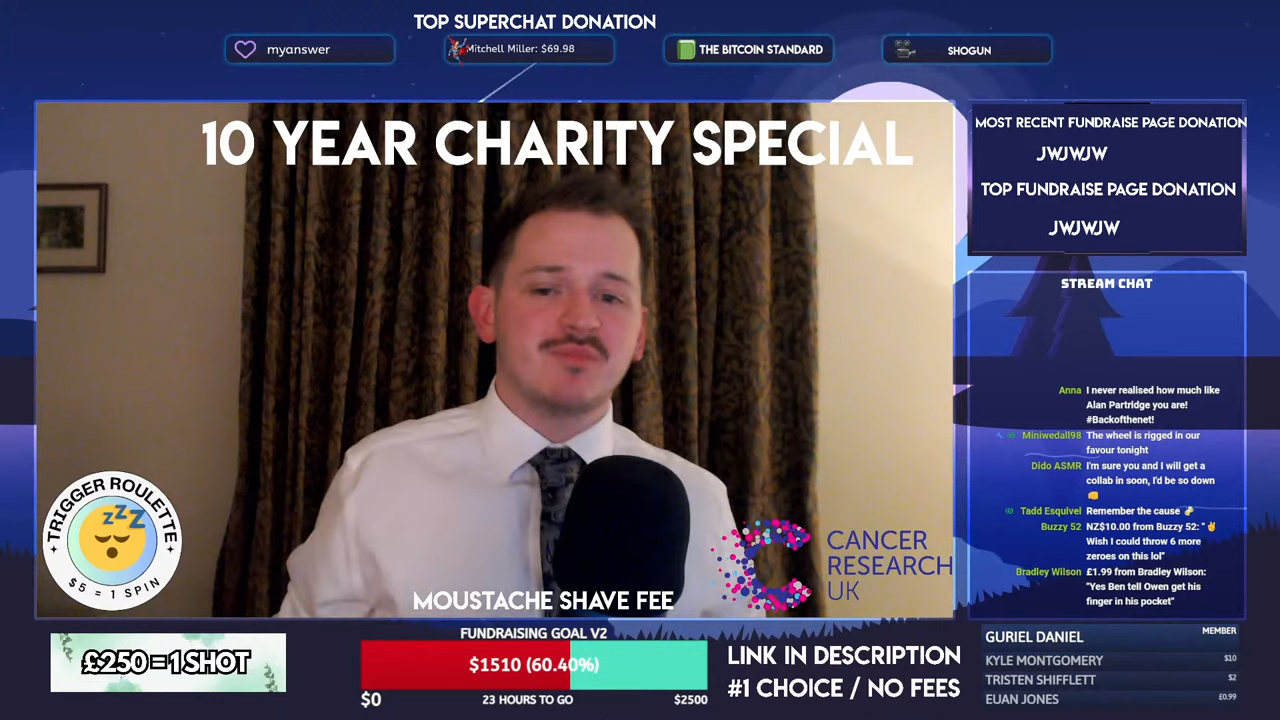 TOP SUPERCHAT DONATION
myanswer
Mitchell Miller: $69.98
THE BITCOIN STANDARD
SHOGUN
10 YEAR CHARITY SPECIAL
MOST RECENT FUNDRAISE PAGE DONATION
JWJWJW
TOP FUNDRAISE PAGE DONATION
JWJWJW
STREAM CHAT
Anna I never realised how much like
Alan Partridge you are!
#Backofthenet!
Miniwedall98 The wheel is rigged in our
favour tonight
Dido ASMR I'm sure you and I will get a
collab in soon, I'd be so down
Tadd Esquivel Remember the cause
Buzzy 52 NZ$10.00 from Buzzy 52: "✌
Wish I could throw 6 more
zeroes on this lol"
Bradley Wilson £1.99 from Bradley Wilson:
"Yes Ben tell Owen get his
finger in his pocket"
TRIGGER ROULETTE
zzz
$5 = 1 SPIN
CANCER
RESEARCH
UK
MOUSTACHE SHAVE FEE
£250 = 1 SHOT
FUNDRAISING GOAL V2
$1510 (60.40%)
$0
23 HOURS TO GO
$2500
LINK IN DESCRIPTION
#1 CHOICE / NO FEES
GURIEL DANIEL MEMBER
KYLE MONTGOMERY $10
TRISTEN SHIFFLETT $2
EUAN JONES £0.99